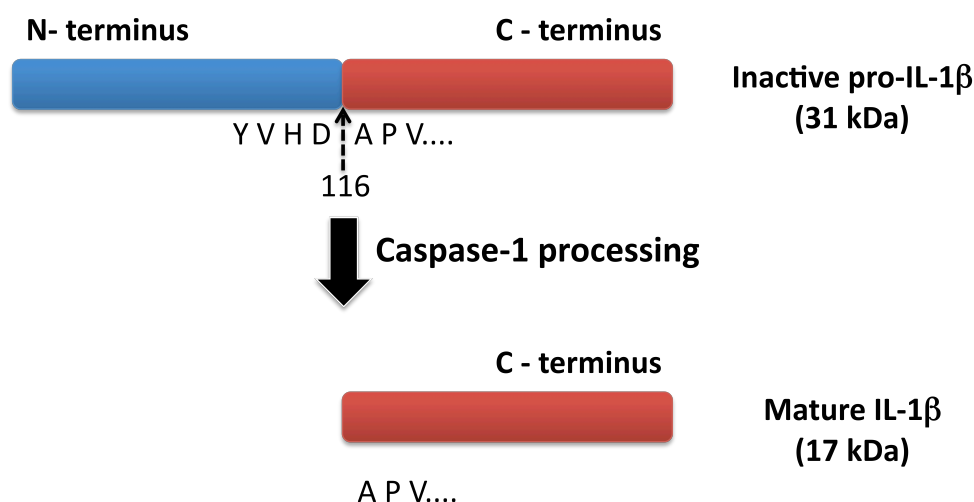 N- terminus
C - terminus
Inactive pro-IL-1β
(31 kDa)
Y V H D A P V....
116
Caspase-1 processing
C - terminus
Mature IL-1β
(17 kDa)
A P V....